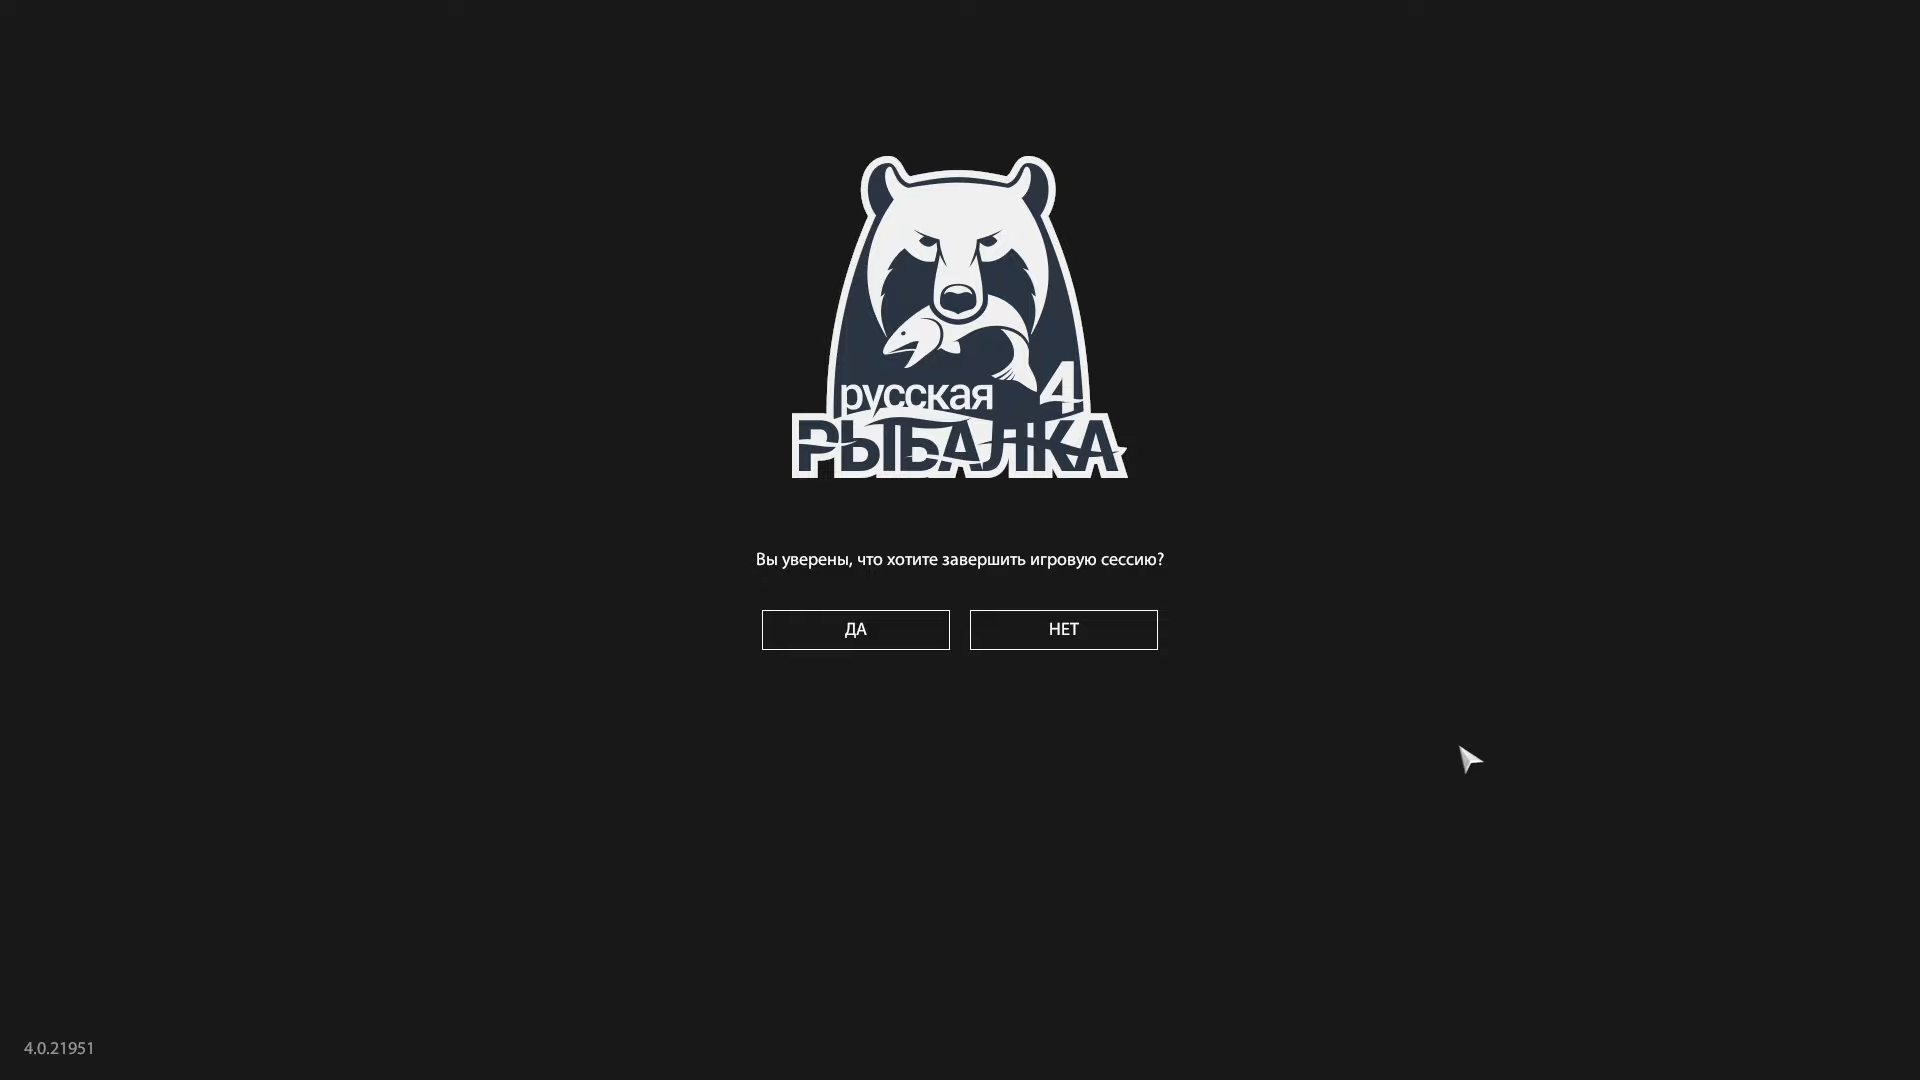 русская 4
РЫБАЛКА
Вы уверены, что хотите завершить игровую сессию?
ДА
НЕТ
4.0.21951